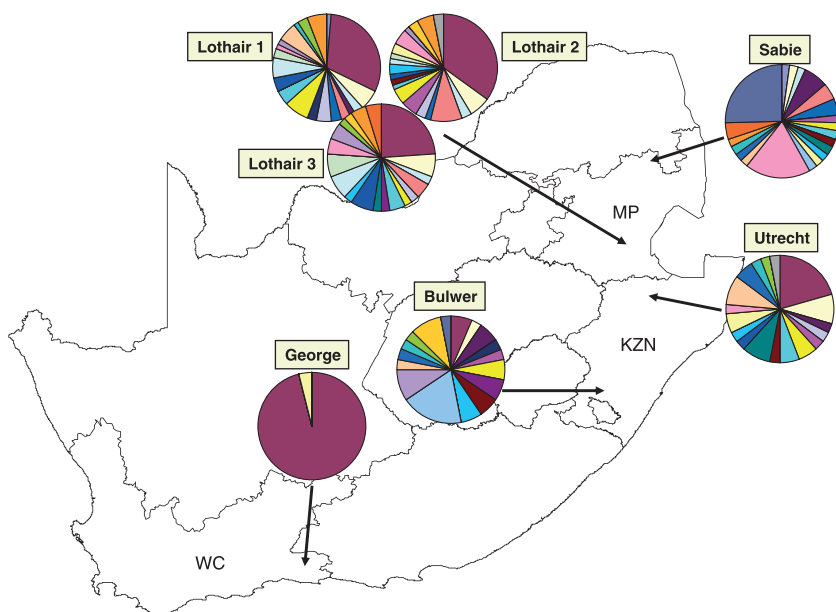 Lothair 1
Lothair 2
Sabie
Lothair 3
MP
Utrecht
Bulwer
KZN
George
WC